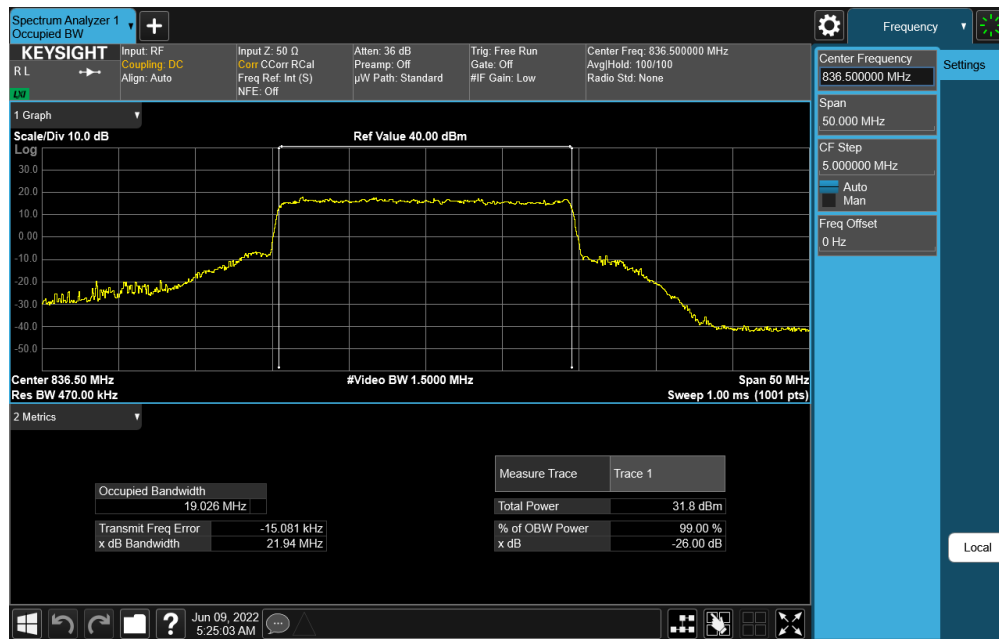 Spectrum Analyzer 1
Occupied BW
+
Frequency
KEYSIGHT
R L
LXI
Input: RF
Coupling: DC
Align: Auto
Input Z: 50 Ω
Corr CCorr RCal
Freq Ref: Int (S)
NFE: Off
Atten: 36 dB
Preamp: Off
µW Path: Standard
Trig: Free Run
Gate: Off
#IF Gain: Low
Center Freq: 836.500000 MHz
Avg|Hold: 100/100
Radio Std: None
Center Frequency
836.500000 MHz
Settings
Span
50.000 MHz
CF Step
5.000000 MHz
Auto
Man
Freq Offset
0 Hz
1 Graph
Scale/Div 10.0 dB
Ref Value 40.00 dBm
Log
30.0
20.0
10.0
0.00
-10.0
-20.0
-30.0
-40.0
-50.0
Center 836.50 MHz
#Video BW 1.5000 MHz
Span 50 MHz
Res BW 470.00 kHz
Sweep 1.00 ms (1001 pts)
2 Metrics
Measure Trace Trace 1
Occupied Bandwidth
19.026 MHz
Total Power 31.8 dBm
Transmit Freq Error -15.081 kHz
% of OBW Power 99.00 %
x dB Bandwidth 21.94 MHz
x dB -26.00 dB
Local
?
Jun 09, 2022
5:25:03 AM